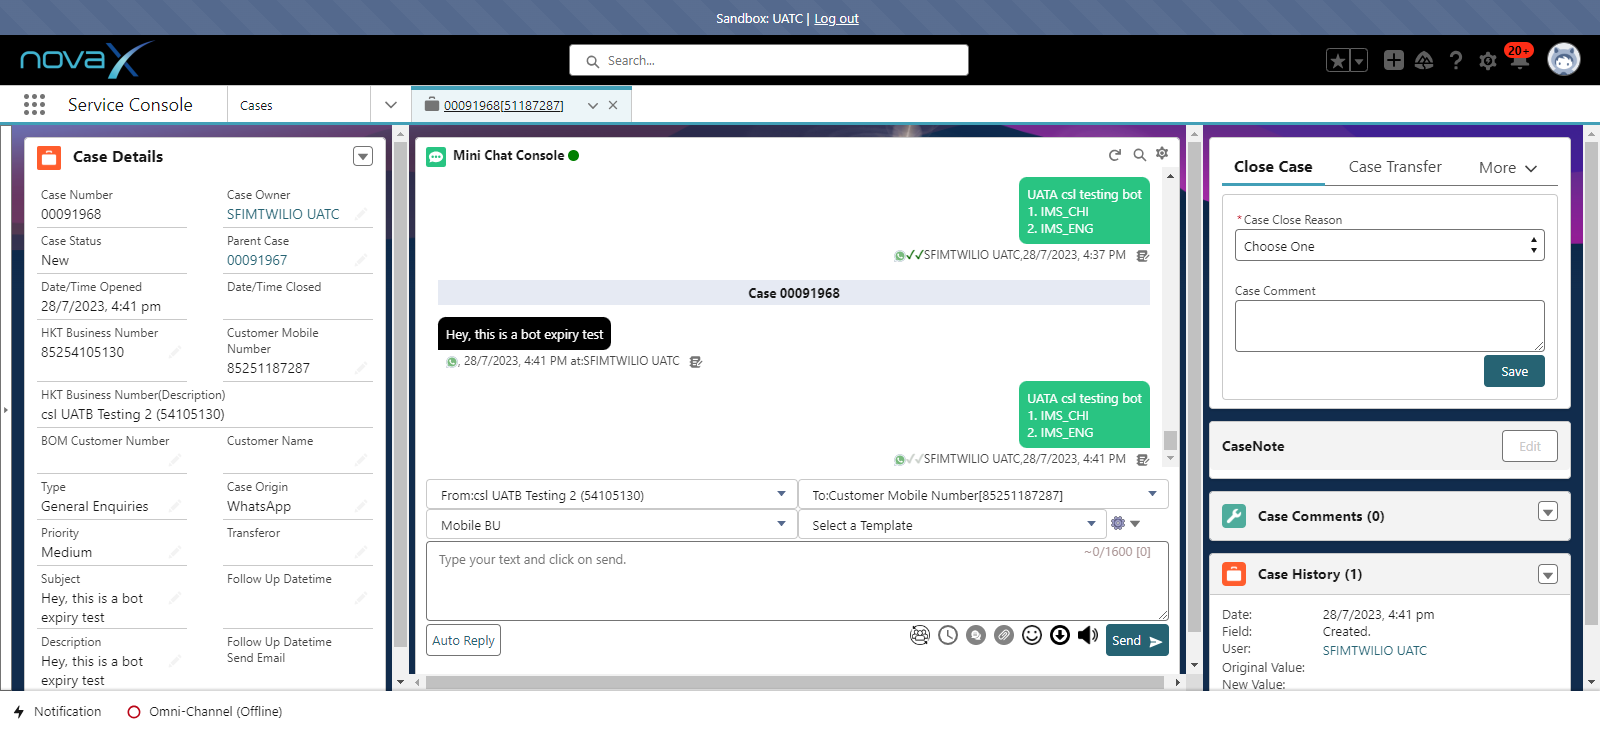 Sandbox: UATC | Log out
novaX
Search...
20+
Service Console
Cases
00091968[51187287]
Case Details
Case Number
00091968
Case Owner
SFIMTWILIO UATC
Case Status
New
Parent Case
00091967
Date/Time Opened
28/7/2023, 4:41 pm
Date/Time Closed
HKT Business Number
85254105130
Customer Mobile
Number
85251187287
HKT Business Number(Description)
csl UATB Testing 2 (54105130)
BOM Customer Number
Customer Name
Type
General Enquiries
Case Origin
WhatsApp
Priority
Medium
Transferor
Subject
Hey, this is a bot
expiry test
Follow Up Datetime
Description
Hey, this is a bot
expiry test
Follow Up Datetime
Send Email
Mini Chat Console
UATA csl testing bot
1. IMS_CHI
2. IMS_ENG
SFIMTWILIO UATC,28/7/2023, 4:37 PM
Case 00091968
Hey, this is a bot expiry test
, 28/7/2023, 4:41 PM at:SFIMTWILIO UATC
UATA csl testing bot
1. IMS_CHI
2. IMS_ENG
SFIMTWILIO UATC,28/7/2023, 4:41 PM
From:csl UATB Testing 2 (54105130)
To:Customer Mobile Number[85251187287]
Mobile BU
Select a Template
Type your text and click on send.
~0/1600 [0]
Auto Reply
Send
Close Case
Case Transfer
More
*Case Close Reason
Choose One
Case Comment
Save
CaseNote
Edit
Case Comments (0)
Case History (1)
Date: 28/7/2023, 4:41 pm
Field: Created.
User: SFIMTWILIO UATC
Original Value:
New Value:
Notification
Omni-Channel (Offline)